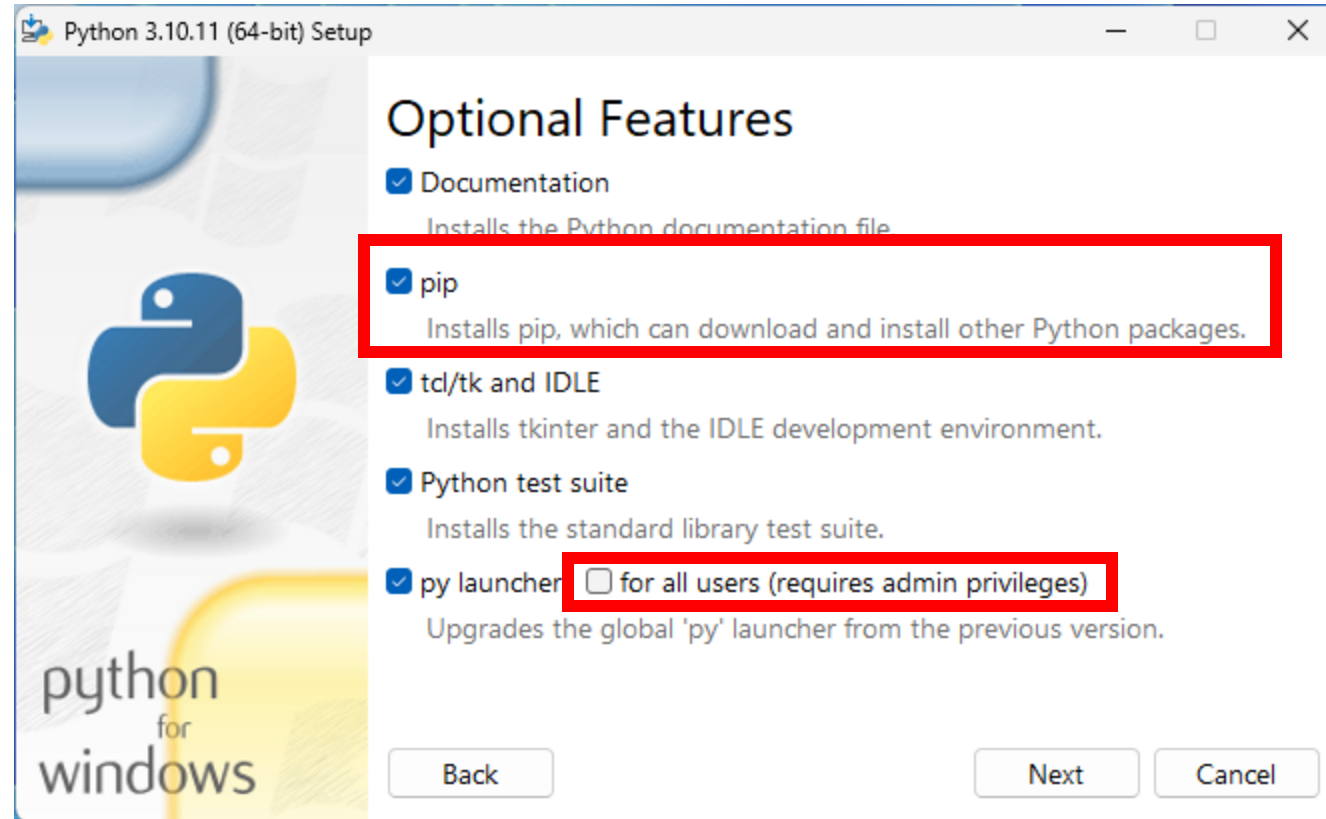 Python 3.10.11 (64-bit) Setup
Optional Features
Documentation
Installs the Python documentation file.
pip
Installs pip, which can download and install other Python packages.
tcl/tk and IDLE
Installs tkinter and the IDLE development environment.
Python test suite
Installs the standard library test suite.
py launcher for all users (requires admin privileges)
Upgrades the global 'py' launcher from the previous version.
python
for
windows
Back Next Cancel